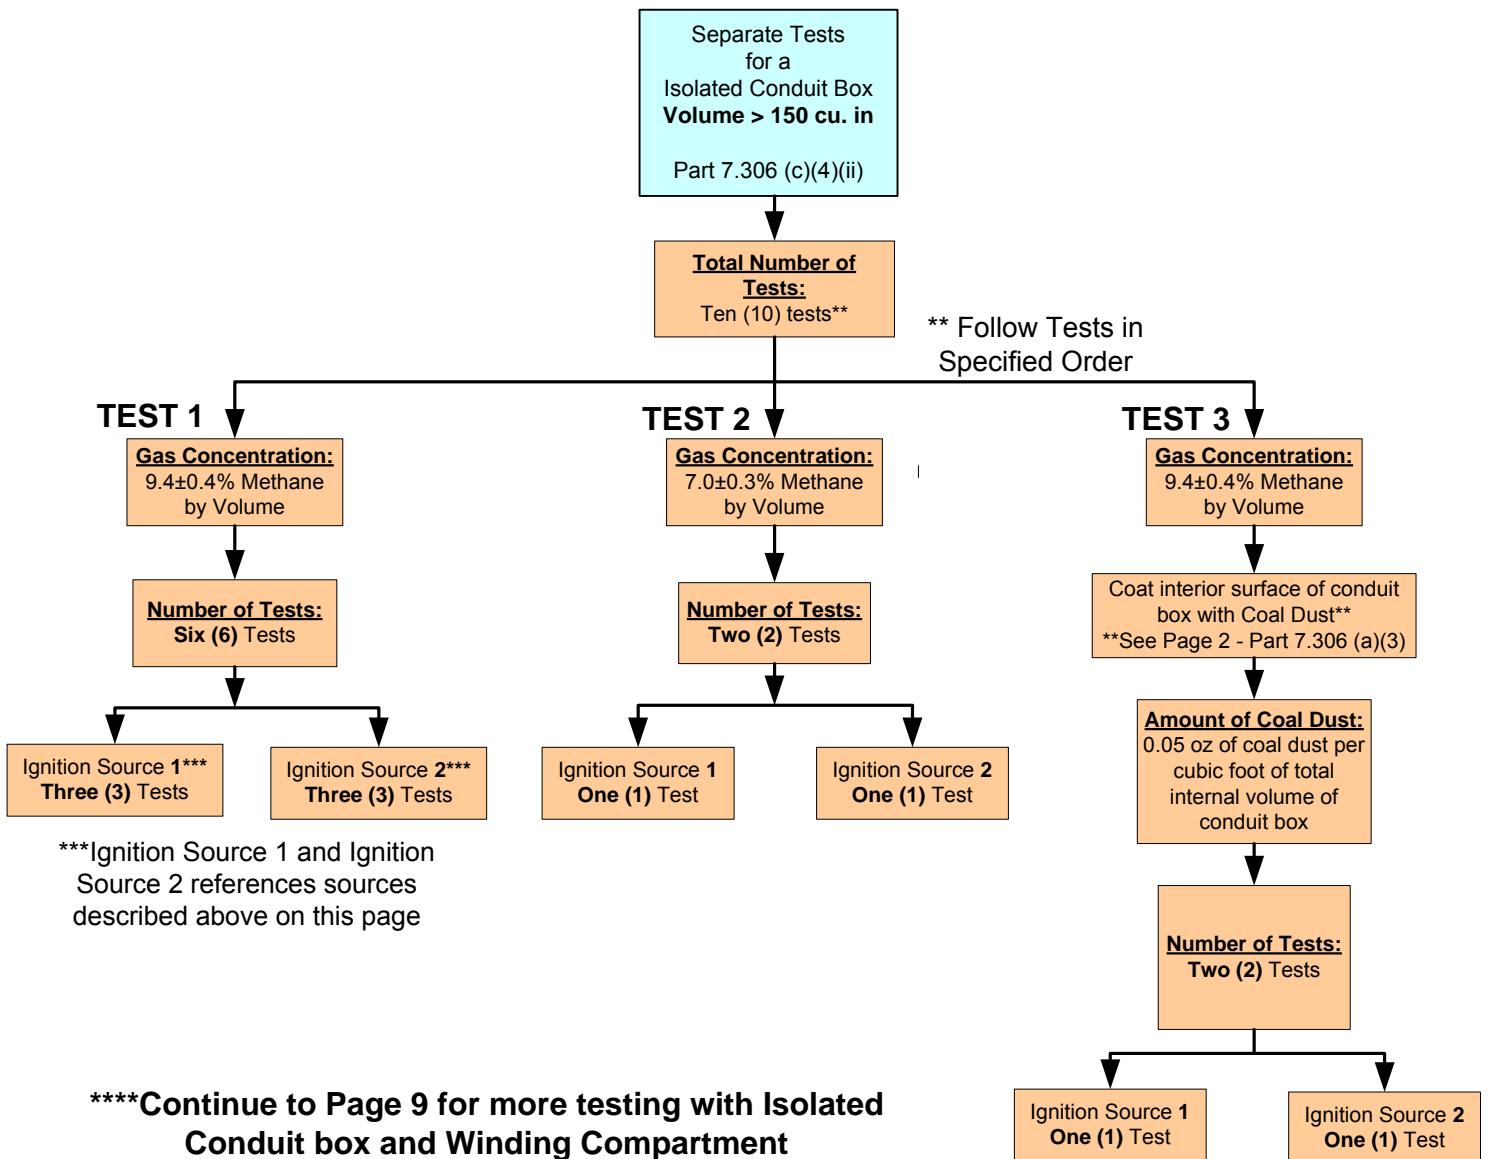 Separate Tests
for a
Isolated Conduit Box
Volume > 150 cu. in
Part 7.306 (c)(4)(ii)
Total Number of
Tests:
Ten (10) tests**
** Follow Tests in
Specified Order
TEST 1
Gas Concentration:
9.4±0.4% Methane
by Volume
Number of Tests:
Six (6) Tests
Ignition Source 1***
Three (3) Tests
Ignition Source 2***
Three (3) Tests
***Ignition Source 1 and Ignition
Source 2 references sources
described above on this page
TEST 2
Gas Concentration:
7.0±0.3% Methane
by Volume
Number of Tests:
Two (2) Tests
Ignition Source 1
One (1) Test
Ignition Source 2
One (1) Test
TEST 3
Gas Concentration:
9.4±0.4% Methane
by Volume
Coat interior surface of conduit
box with Coal Dust**
**See Page 2 - Part 7.306 (a)(3)
Amount of Coal Dust:
0.05 oz of coal dust per
cubic foot of total
internal volume of
conduit box
Number of Tests:
Two (2) Tests
Ignition Source 1
One (1) Test
Ignition Source 2
One (1) Test
****Continue to Page 9 for more testing with Isolated
Conduit box and Winding Compartment